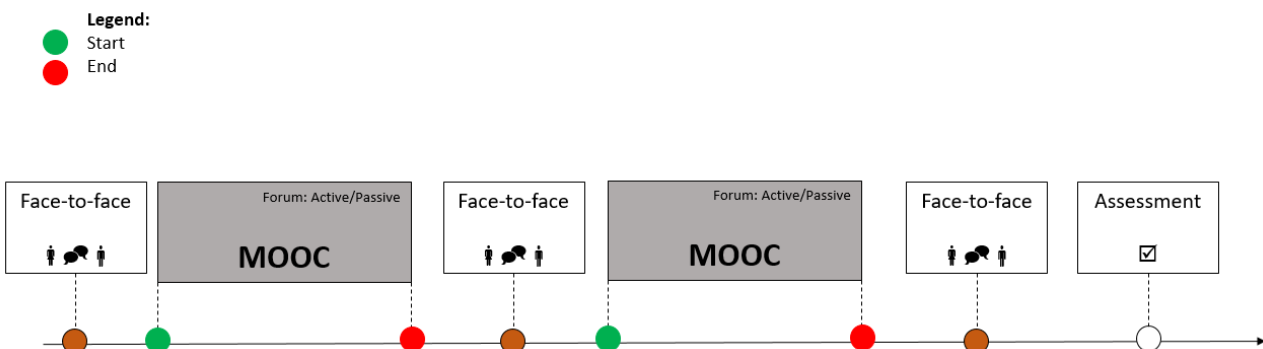 Legend:
Start
End
Face-to-face
Forum: Active/Passive
MOOC
Face-to-face
Forum: Active/Passive
MOOC
Face-to-face
Assessment